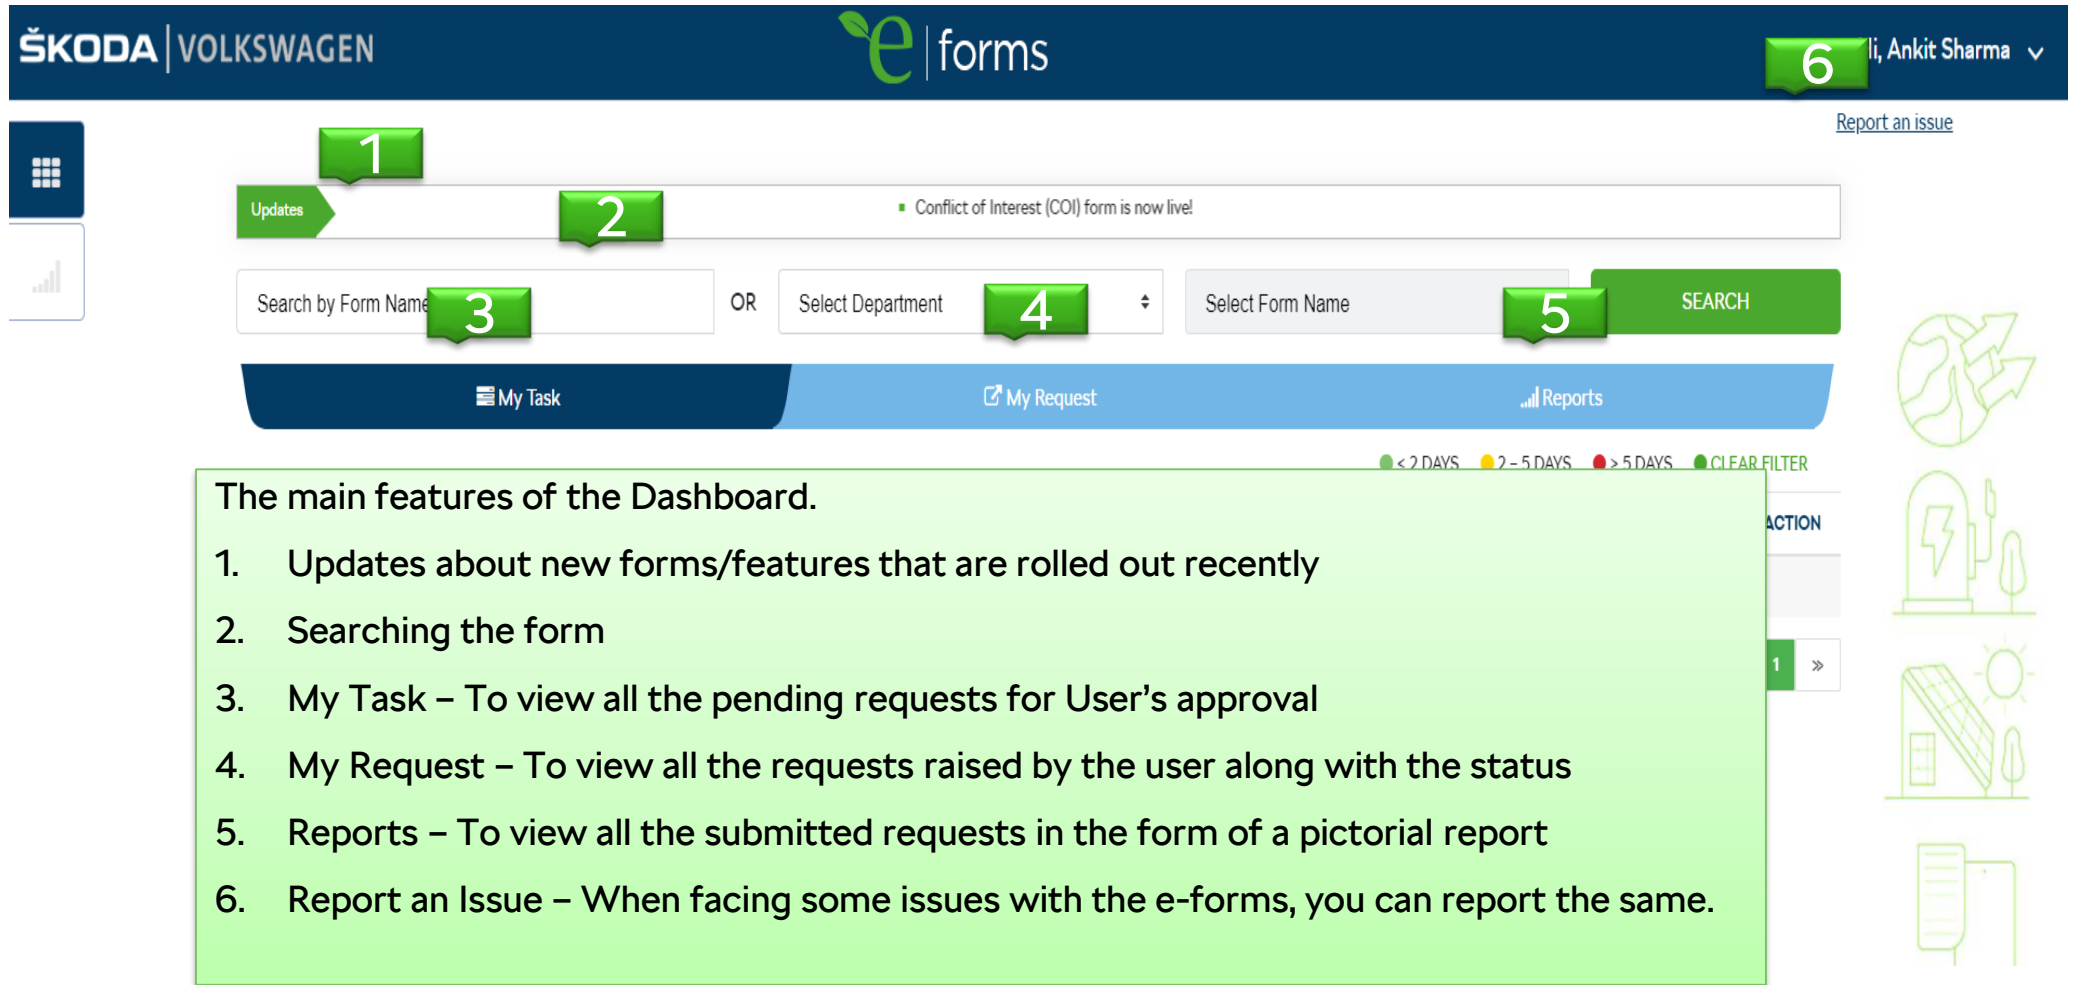 ŠKODA VOLKSWAGEN
e forms
6
Ankit Sharma
Report an issue
1
Updates
2
Conflict of Interest (COI) form is now live!
Search by Form Name
3
OR
Select Department
4
Select Form Name
5
SEARCH
My Task
My Request
Reports
< 2 DAYS
2 – 5 DAYS
> 5 DAYS
CLEAR FILTER
ACTION
1 »
The main features of the Dashboard.
1. Updates about new forms/features that are rolled out recently
2. Searching the form
3. My Task – To view all the pending requests for User’s approval
4. My Request – To view all the requests raised by the user along with the status
5. Reports – To view all the submitted requests in the form of a pictorial report
6. Report an Issue – When facing some issues with the e-forms, you can report the same.